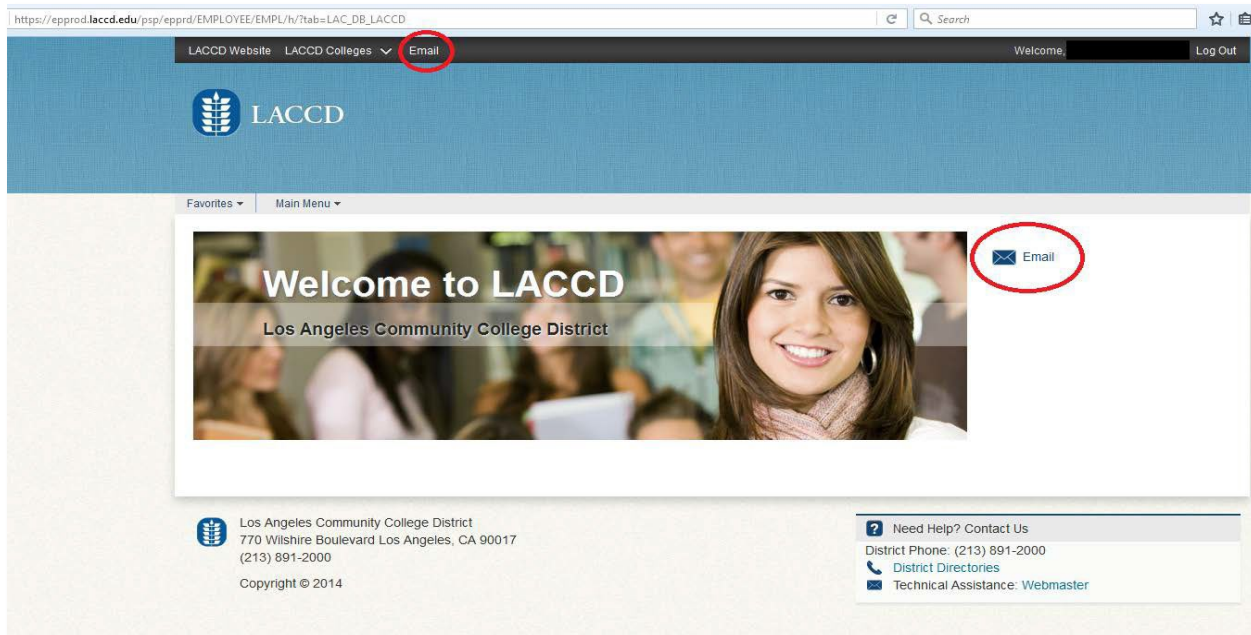 https://epprod.laccd.edu/psp/epprd/EMPLOYEE/EMPL/h/?tab=LAC_DB_LACCD
Search
LACCD Website LACCD Colleges Email Welcome, Log Out
LACCD
Favorites Main Menu
Welcome to LACCD
Los Angeles Community College District
Email
Los Angeles Community College District
770 Wilshire Boulevard Los Angeles, CA 90017
(213) 891-2000
Copyright © 2014
? Need Help? Contact Us
District Phone: (213) 891-2000
District Directories
Technical Assistance: Webmaster